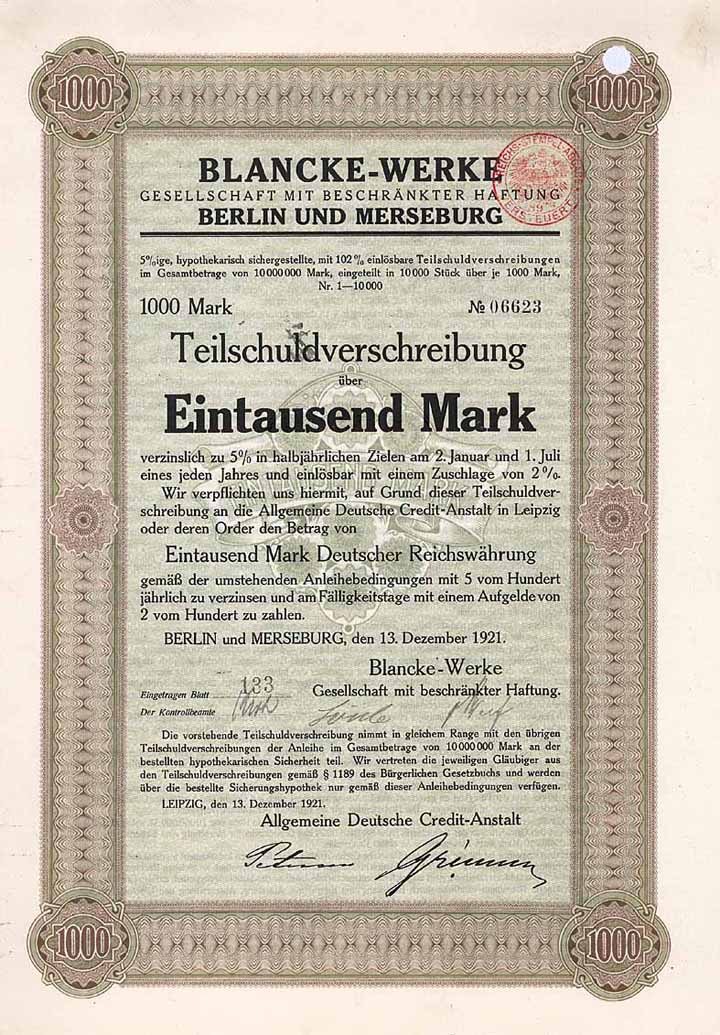 1000
1000
BLANCKE-WERKE
GESELLSCHAFT MIT BESCHRÄNKTER HAFTUNG
BERLIN UND MERSEBURG
5%ige, hypothekarisch sichergestellte, mit 102% einlösbare Teilschuldverschreibungen
im Gesamtbetrage von 10000000 Mark, eingeteilt in 10000 Stück über je 1000 Mark,
Nr. 1—10000
1000 Mark
№ 06623
Teilschuldverschreibung
über
Eintausend Mark
verzinslich zu 5% in halbjährlichen Zielen am 2. Januar und 1. Juli
eines jeden Jahres und einlösbar mit einem Zuschlage von 2%.
Wir verpflichten uns hiermit, auf Grund dieser Teilschuldver-
schreibung an die Allgemeine Deutsche Credit-Anstalt in Leipzig
oder deren Order den Betrag von
Eintausend Mark Deutscher Reichswährung
gemäß der umstehenden Anleihebedingungen mit 5 vom Hundert
jährlich zu verzinsen und am Fälligkeitstage mit einem Aufgelde von
2 vom Hundert zu zahlen.
BERLIN und MERSEBURG, den 13. Dezember 1921.
Blancke-Werke
Gesellschaft mit beschränkter Haftung.
Eingetragen Blatt 133
Der Kontrollbeamte
Die vorstehende Teilschuldverschreibung nimmt in gleichem Range mit den übrigen
Teilschuldverschreibungen der Anleihe im Gesamtbetrage von 10000000 Mark an der
bestellten hypothekarischen Sicherheit teil. Wir vertreten die jeweiligen Gläubiger aus
den Teilschuldverschreibungen gemäß § 1189 des Bürgerlichen Gesetzbuchs und werden
über die bestellte Sicherungshypothek nur gemäß dieser Anleihebedingungen verfügen.
LEIPZIG, den 13. Dezember 1921.
Allgemeine Deutsche Credit-Anstalt
1000
1000